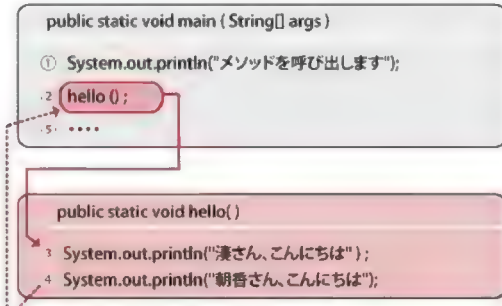 public static void main ( String[] args )
① System.out.println("メソッドを呼び出します");
2 hello () ;
5 ••••
public static void hello( )
3 System.out.println("湊さん、こんにちは" ) ;
4 System.out.println("朝香さん、こんにちは");